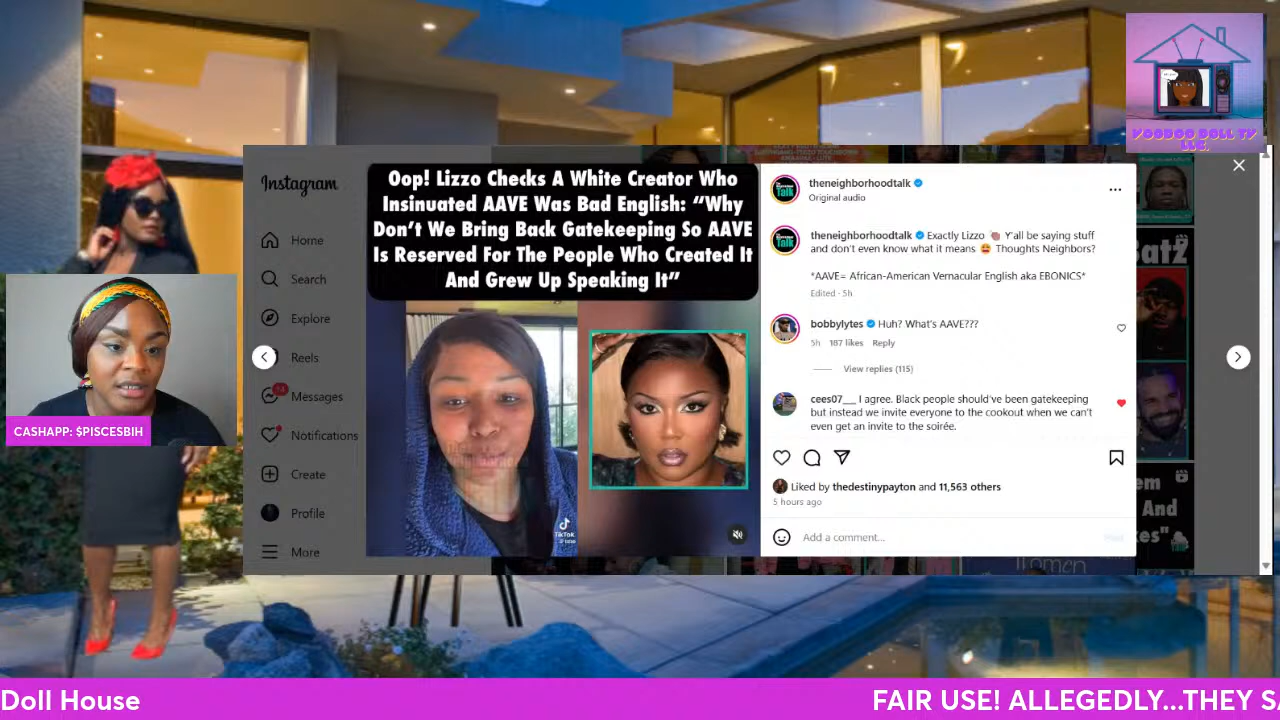 VOODOO DOLL TV
LLC.
Instagram
Home
Search
Explore
Reels
14
Messages
Notifications
Create
Profile
More
Oop! Lizzo Checks A White Creator Who
Insinuated AAVE Was Bad English: “Why
Don’t We Bring Back Gatekeeping So AAVE
Is Reserved For The People Who Created It
And Grew Up Speaking It”
TikTok
theneighborhoodtalk
Original audio
theneighborhoodtalk Exactly Lizzo 👏🏽 Y'all be saying stuff
and don't even know what it means 🤩 Thoughts Neighbors?
*AAVE= African-American Vernacular English aka EBONICS*
Edited · 5h
bobbylytes Huh? What's AAVE???
5h 187 likes Reply
View replies (115)
cees07___ I agree. Black people should've been gatekeeping
but instead we invite everyone to the cookout when we can't
even get an invite to the soirée.
Liked by thedestinypayton and 11,563 others
5 hours ago
Add a comment...
CASHAPP: $PISCESBIH
Doll House
FAIR USE! ALLEGEDLY...THEY SA